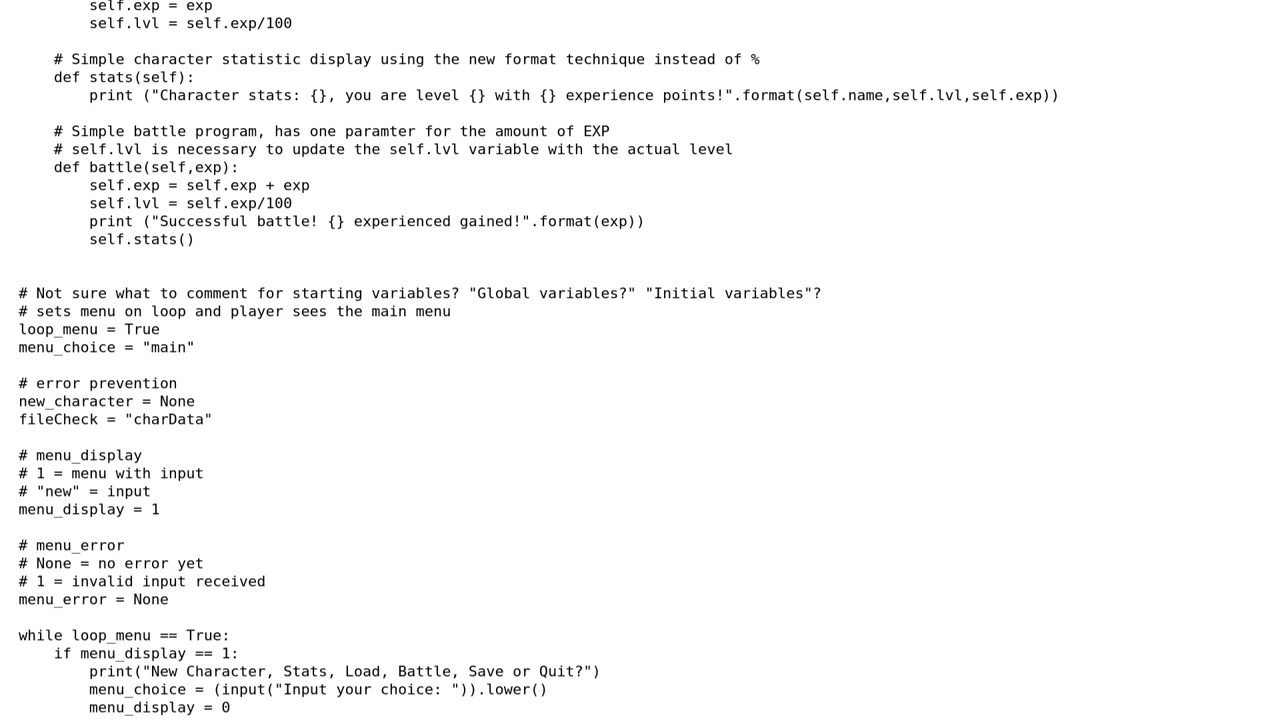 self.exp = exp
        self.lvl = self.exp/100

    # Simple character statistic display using the new format technique instead of %
    def stats(self):
        print ("Character stats: {}, you are level {} with {} experience points!".format(self.name,self.lvl,self.exp))

    # Simple battle program, has one paramter for the amount of EXP
    # self.lvl is necessary to update the self.lvl variable with the actual level
    def battle(self,exp):
        self.exp = self.exp + exp
        self.lvl = self.exp/100
        print ("Successful battle! {} experienced gained!".format(exp))
        self.stats()


# Not sure what to comment for starting variables? "Global variables?" "Initial variables"?
# sets menu on loop and player sees the main menu
loop_menu = True
menu_choice = "main"

# error prevention
new_character = None
fileCheck = "charData"

# menu_display
# 1 = menu with input
# "new" = input
menu_display = 1

# menu_error
# None = no error yet
# 1 = invalid input received
menu_error = None

while loop_menu == True:
    if menu_display == 1:
        print("New Character, Stats, Load, Battle, Save or Quit?")
        menu_choice = (input("Input your choice: ")).lower()
        menu_display = 0